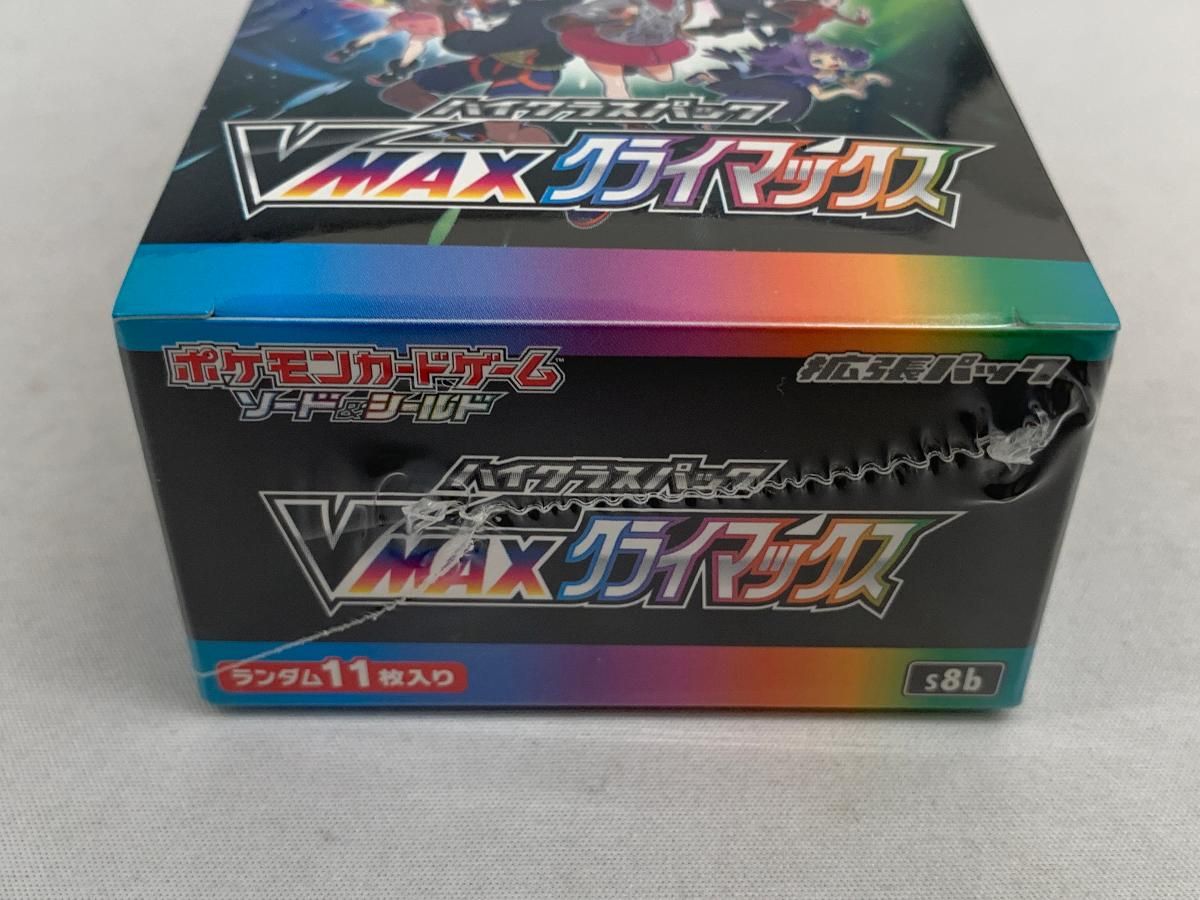 ハイクラスパック
VMAXクライマックス
ポケモンカードゲーム™
ソード&シールド
拡張パック
ハイクラスパック
VMAXクライマックス
ランダム11枚入り
s8b